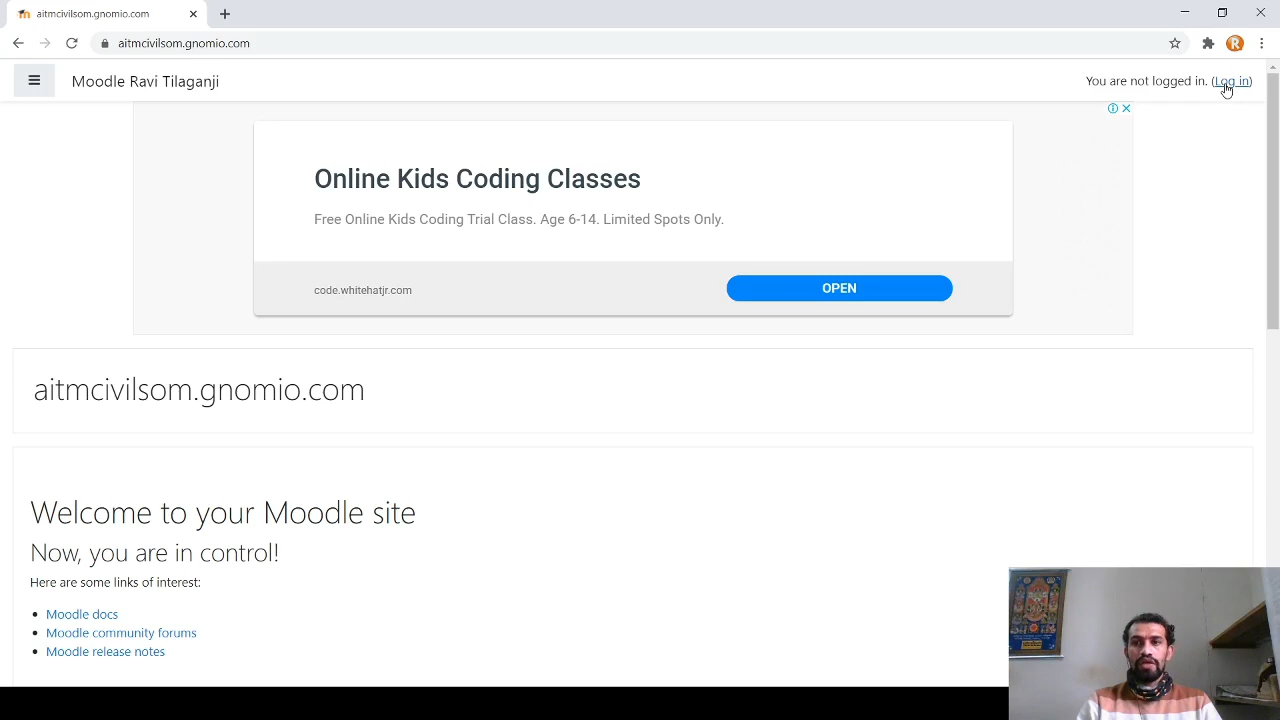 aitmcivilsom.gnomio.com
aitmcivilsom.gnomio.com
R
Moodle Ravi Tilaganji
You are not logged in. (Log in)
Online Kids Coding Classes
Free Online Kids Coding Trial Class. Age 6-14. Limited Spots Only.
code.whitehatjr.com
OPEN
aitmcivilsom.gnomio.com
Welcome to your Moodle site
Now, you are in control!
Here are some links of interest:
• Moodle docs
• Moodle community forums
• Moodle release notes